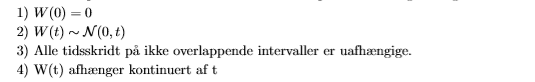 1) W(0) = 0
2) W(t) ∼ 𝒩(0, t)
3) Alle tidsskridt på ikke overlappende intervaller er uafhængige.
4) W(t) afhænger kontinuert af t